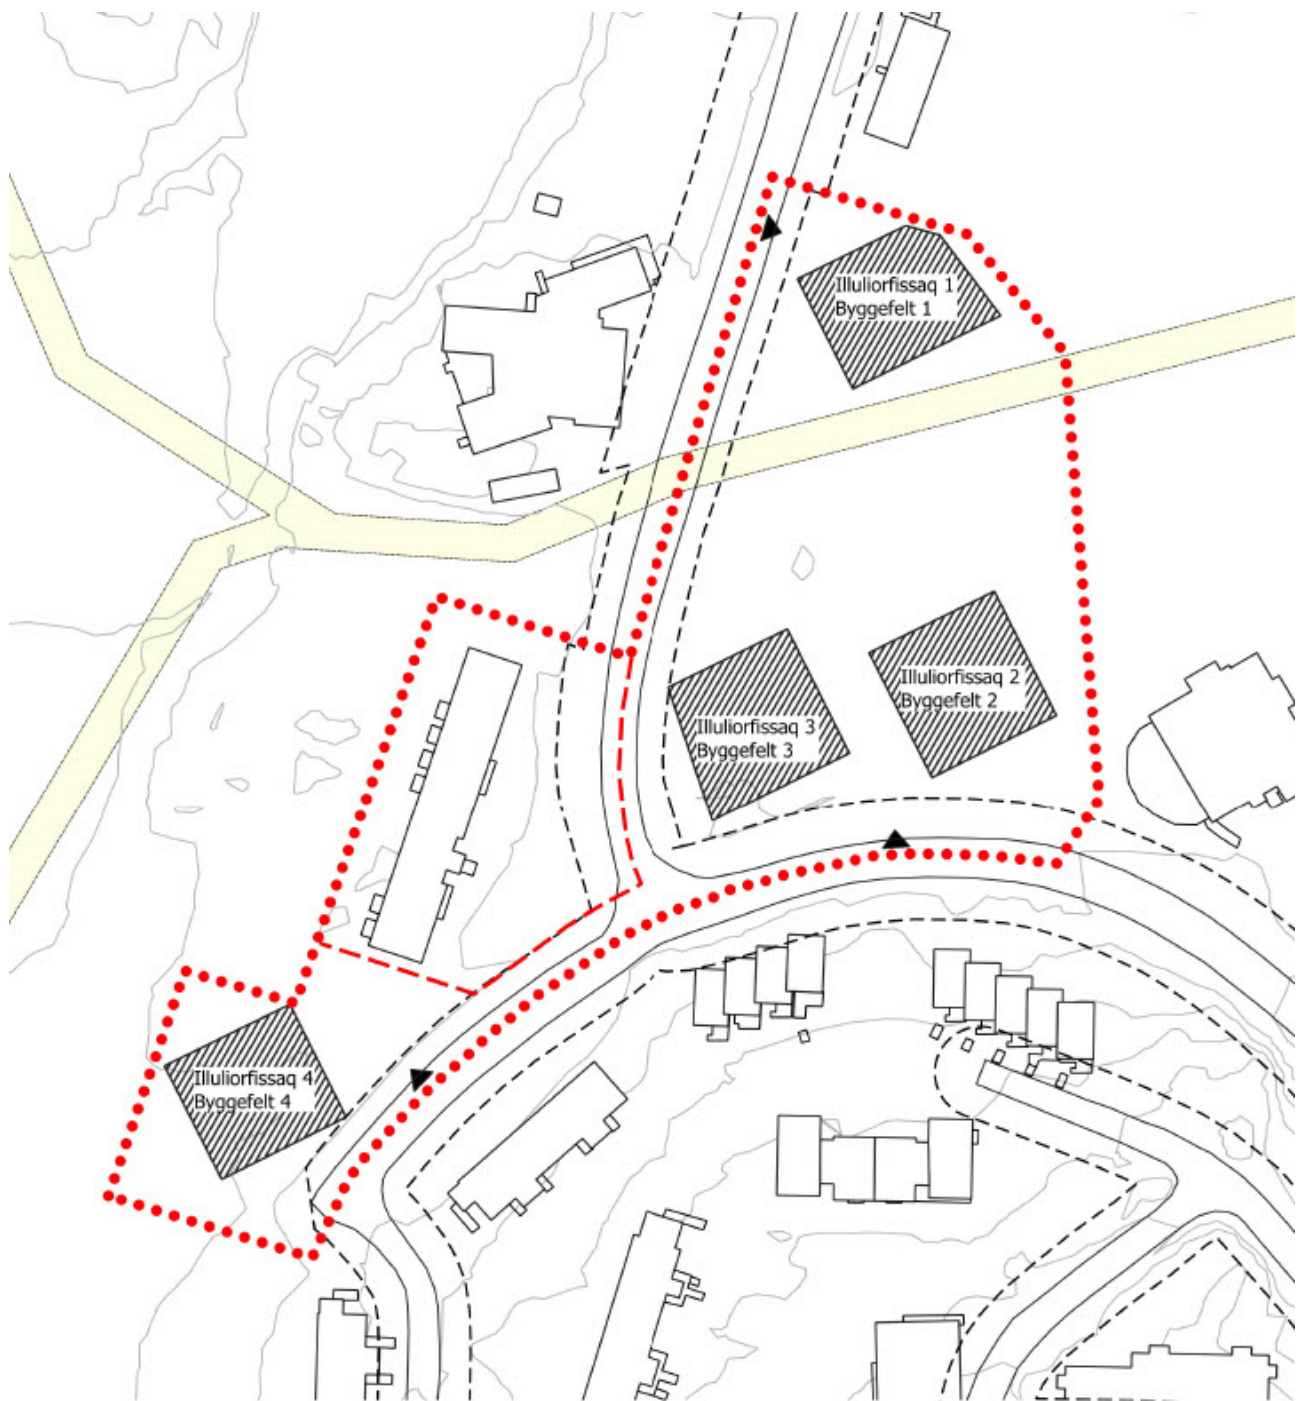 Illuliorfissaq 1
Byggefelt 1
Illuliorfissaq 2
Byggefelt 2
Illuliorfissaq 3
Byggefelt 3
Illuliorfissaq 4
Byggefelt 4